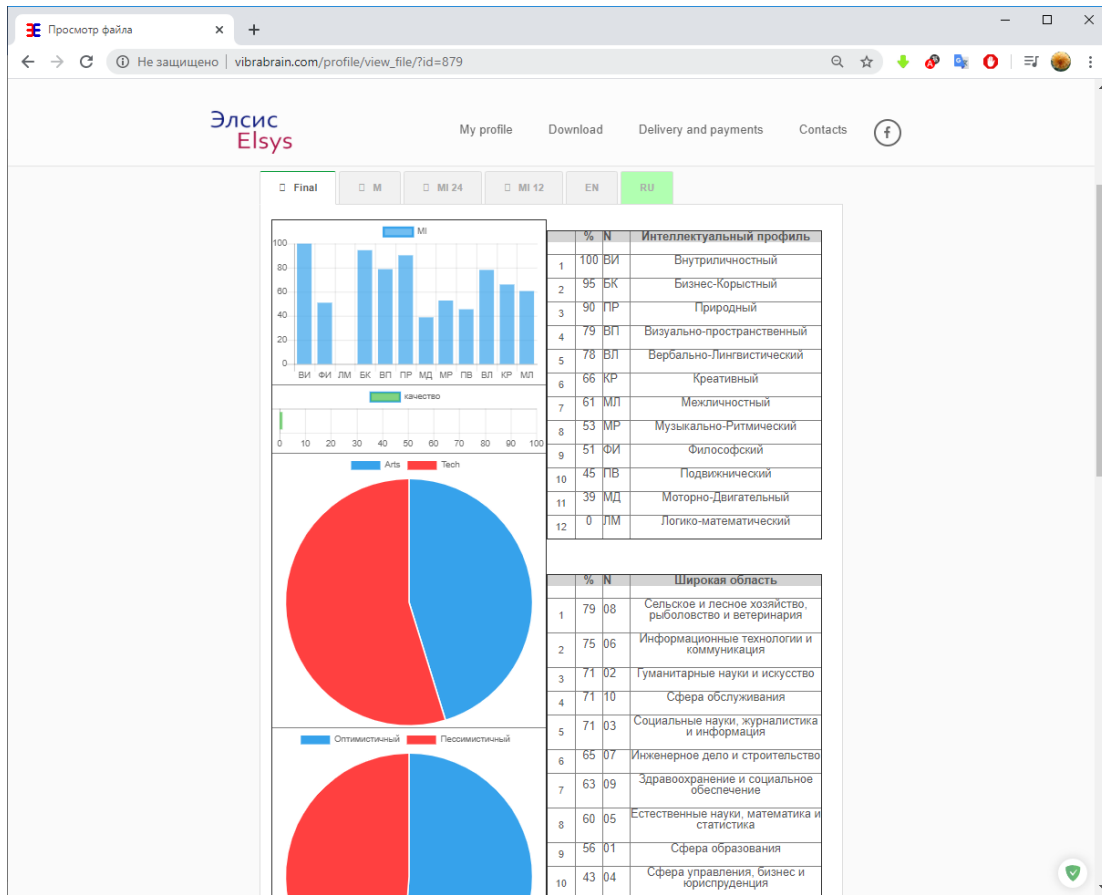 Просмотр файла
Не защищено | vibrabrain.com/profile/view_file/?id=879
Элсис
Elsys
My profile
Download
Delivery and payments
Contacts
Final
M
MI 24
MI 12
EN
RU
MI
100
80
60
40
20
0
ВИ ФИ ЛМ БК ВП ПР МД МР ПВ ВЛ КР МЛ
качество
0 10 20 30 40 50 60 70 80 90 100
Arts Tech
Оптимистичный Пессимистичный
% N Интеллектуальный профиль
1 100 ВИ Внутриличностный
2 95 БК Бизнес-Корыстный
3 90 ПР Природный
4 79 ВП Визуально-пространственный
5 78 ВЛ Вербально-Лингвистический
6 66 КР Креативный
7 61 МЛ Межличностный
8 53 МР Музыкально-Ритмический
9 51 ФИ Философский
10 45 ПВ Подвижнический
11 39 МД Моторно-Двигательный
12 0 ЛМ Логико-математический
% N Широкая область
1 79 08 Сельское и лесное хозяйство,
рыболовство и ветеринария
2 75 06 Информационные технологии и
коммуникация
3 71 02 Гуманитарные науки и искусство
4 71 10 Сфера обслуживания
5 71 03 Социальные науки, журналистика
и информация
6 65 07 Инженерное дело и строительство
7 63 09 Здравоохранение и социальное
обеспечение
8 60 05 Естественные науки, математика и
статистика
9 56 01 Сфера образования
10 43 04 Сфера управления, бизнес и
юриспруденция